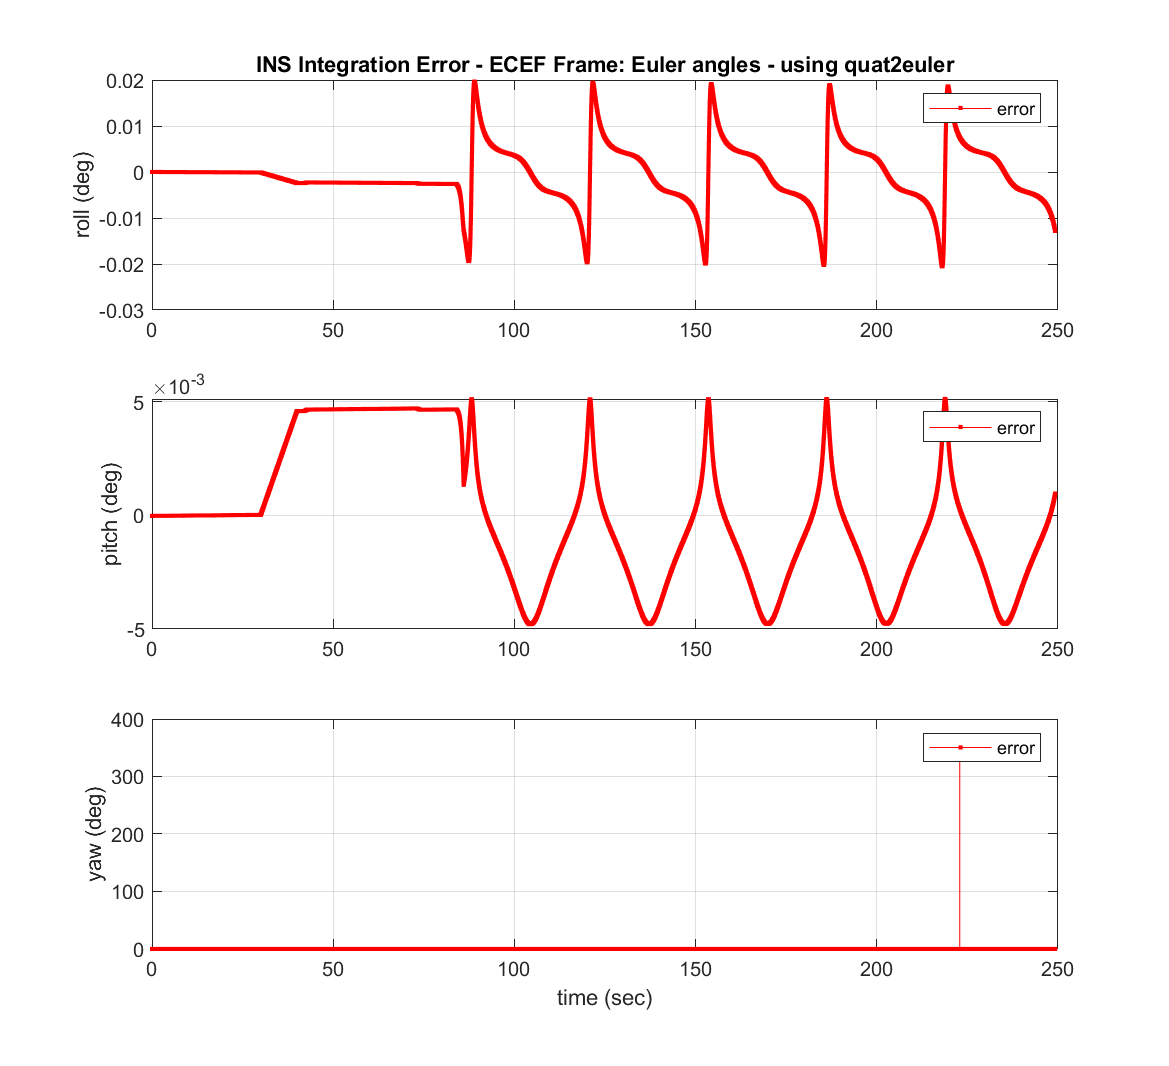 INS Integration Error - ECEF Frame: Euler angles - using quat2euler
0.02
0.01
0
-0.01
-0.02
-0.03
roll (deg)
error
0 50 100 150 200 250
×10-3
5
0
-5
pitch (deg)
error
0 50 100 150 200 250
400
300
200
100
0
yaw (deg)
error
0 50 100 150 200 250
time (sec)